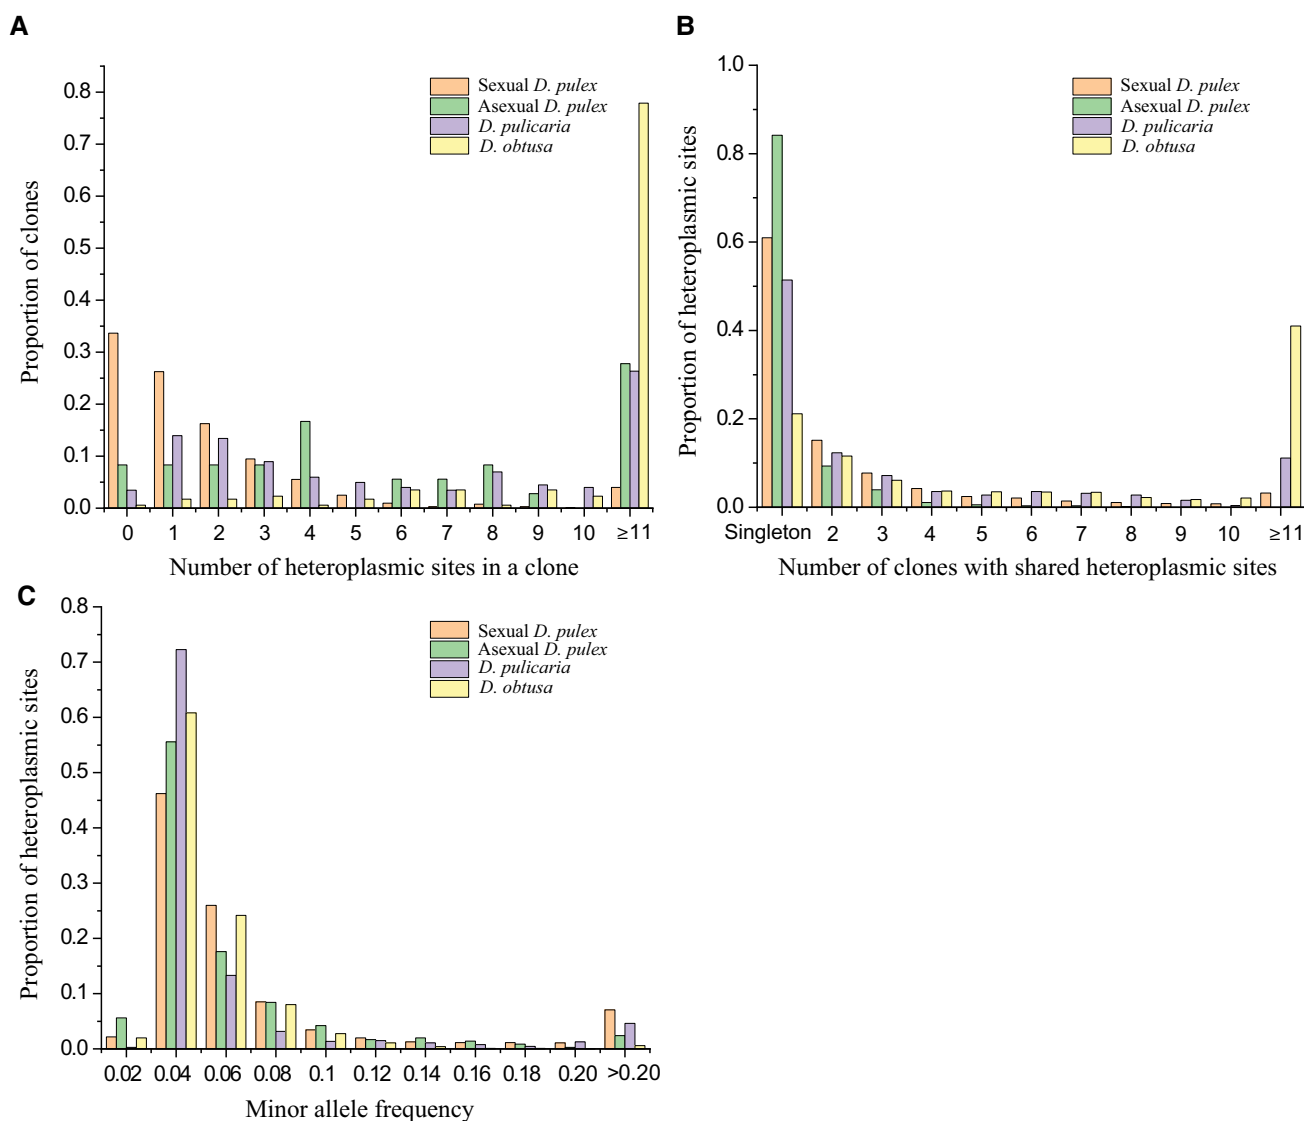 A
Proportion of clones
0.8
0.7
0.6
0.5
0.4
0.3
0.2
0.1
0.0
Sexual D. pulex
Asexual D. pulex
D. pulicaria
D. obtusa
0 1 2 3 4 5 6 7 8 9 10 ≥11
Number of heteroplasmic sites in a clone
B
Proportion of heteroplasmic sites
1.0
0.8
0.6
0.4
0.2
0.0
Sexual D. pulex
Asexual D. pulex
D. pulicaria
D. obtusa
Singleton 2 3 4 5 6 7 8 9 10 ≥11
Number of clones with shared heteroplasmic sites
C
Proportion of heteroplasmic sites
0.8
0.7
0.6
0.5
0.4
0.3
0.2
0.1
0.0
Sexual D. pulex
Asexual D. pulex
D. pulicaria
D. obtusa
0.02 0.04 0.06 0.08 0.1 0.12 0.14 0.16 0.18 0.20 >0.20
Minor allele frequency